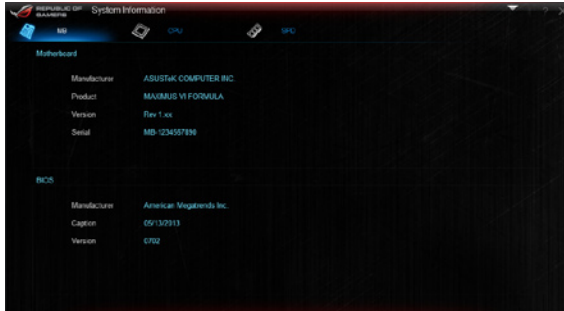 REPUBLIC OF GAMERS System Information ?
MB CPU SPD
Motherboard
Manufacturer ASUSTeK COMPUTER INC.
Product MAXIMUS VI FORMULA
Version Rev 1.xx
Serial MB-1234567890
BIOS
Manufacturer American Megatrends Inc.
Caption 05/13/2013
Version 0702